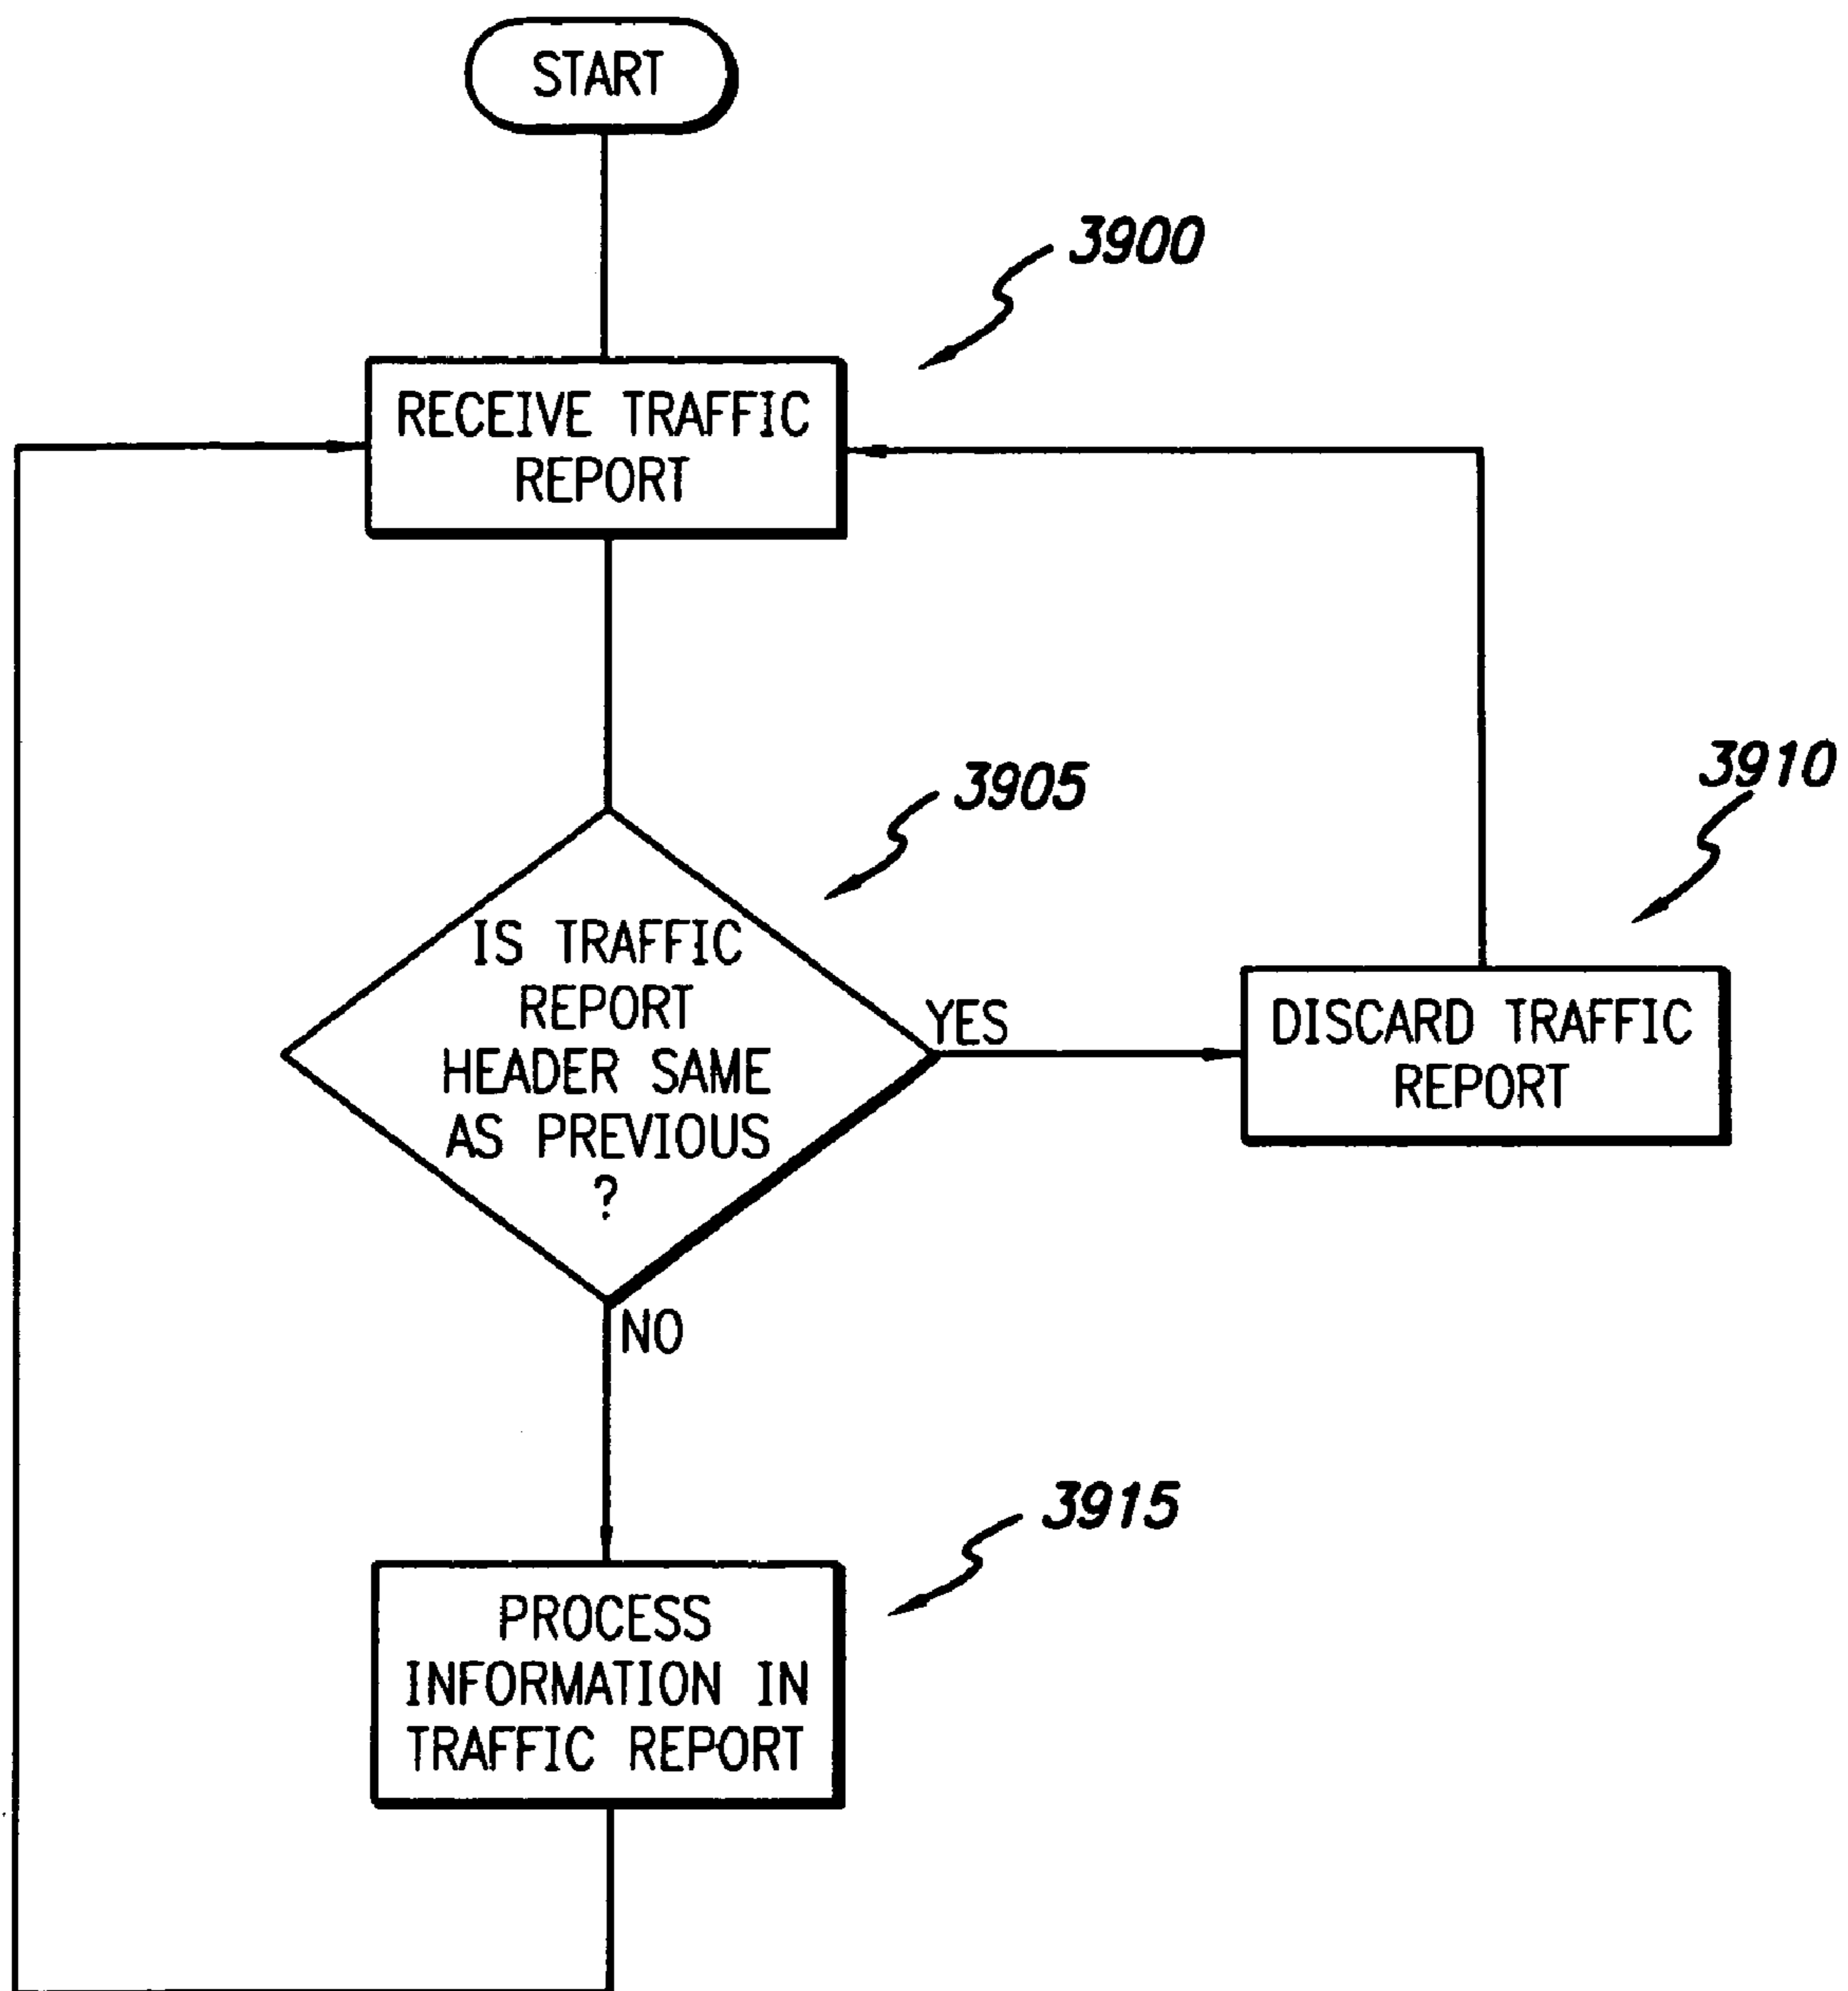 START
3900
RECEIVE TRAFFIC
REPORT
3905
3910
IS TRAFFIC
REPORT
HEADER SAME
AS PREVIOUS
?
YES
DISCARD TRAFFIC
REPORT
NO
3915
PROCESS
INFORMATION IN
TRAFFIC REPORT